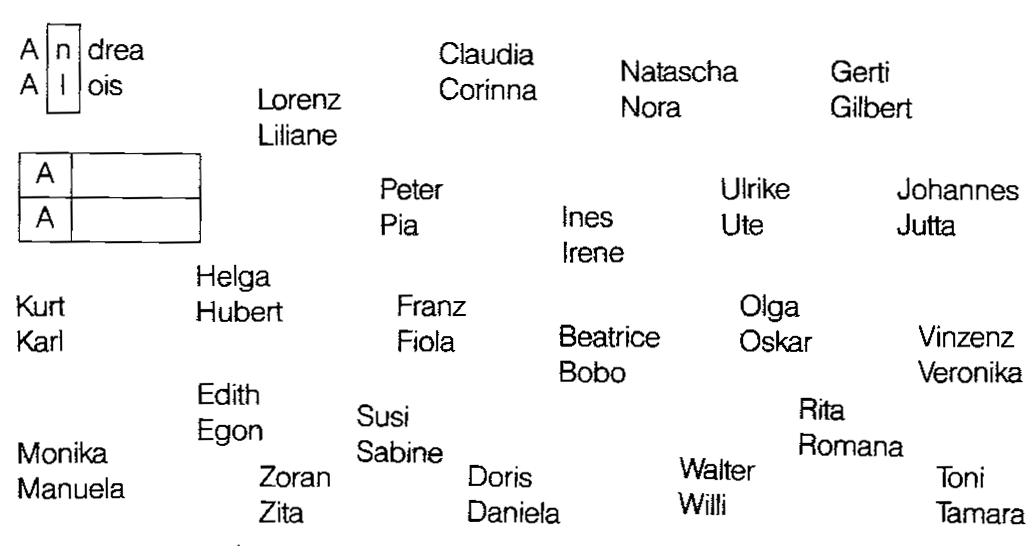 Andrea
Alois
A
A
Lorenz
Liliane
Claudia
Corinna
Natascha
Nora
Gerti
Gilbert
Peter
Pia
Ines
Irene
Ulrike
Ute
Johannes
Jutta
Kurt
Karl
Helga
Hubert
Franz
Fiola
Beatrice
Bobo
Olga
Oskar
Vinzenz
Veronika
Monika
Manuela
Edith
Egon
Susi
Sabine
Rita
Romana
Zoran
Zita
Doris
Daniela
Walter
Willi
Toni
Tamara